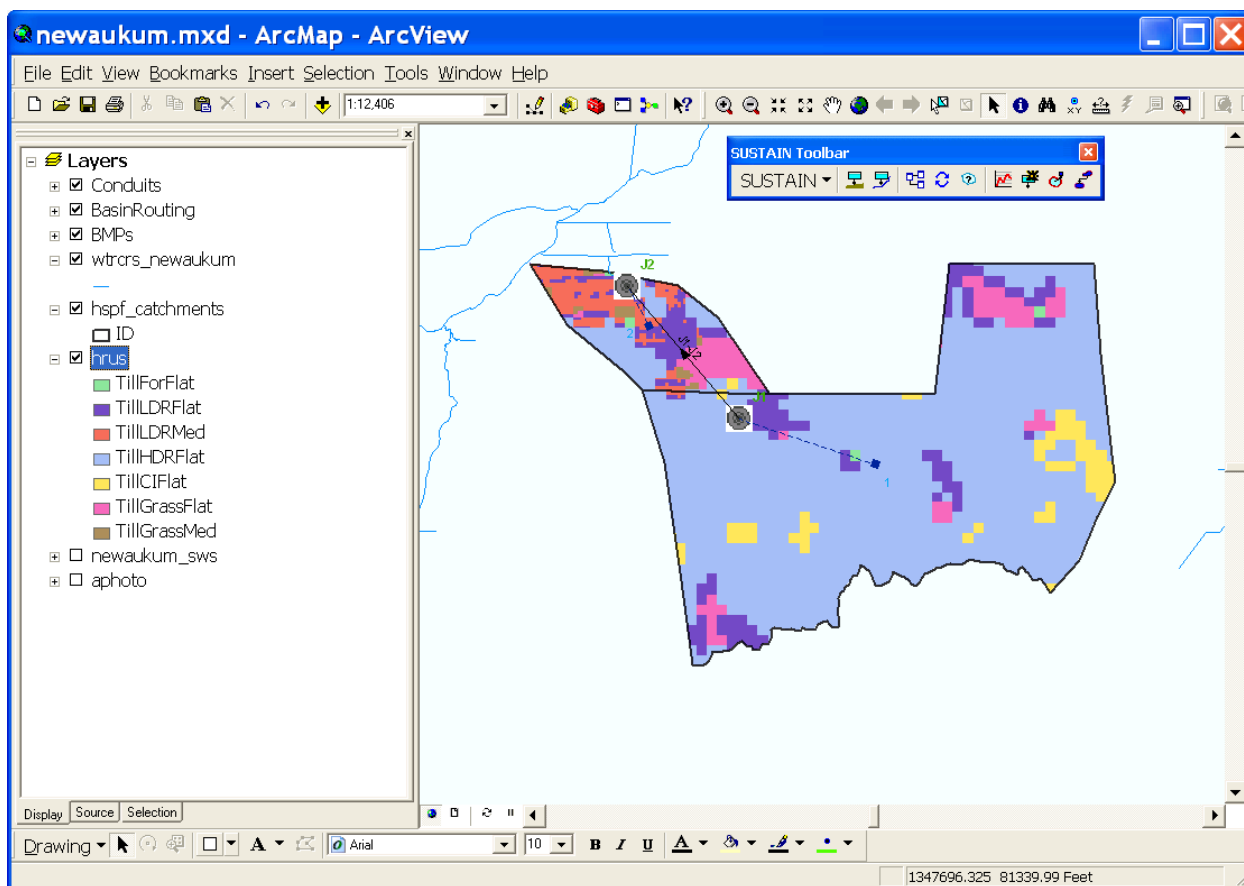 newaukum.mxd - ArcMap - ArcView
File Edit View Bookmarks Insert Selection Tools Window Help
1:12,406
Layers
Conduits
BasinRouting
BMPs
wtrcrs_newaukum
hspf_catchments
ID
hrus
TillForFlat
TillLDRFlat
TillLDRMed
TillHDRFlat
TillCIFlat
TillGrassFlat
TillGrassMed
newaukum_sws
aphoto
SUSTAIN Toolbar
SUSTAIN
J2
2
J1
1
Display Source Selection
Drawing A Arial 10 B I U A
1347696.325 81339.99 Feet